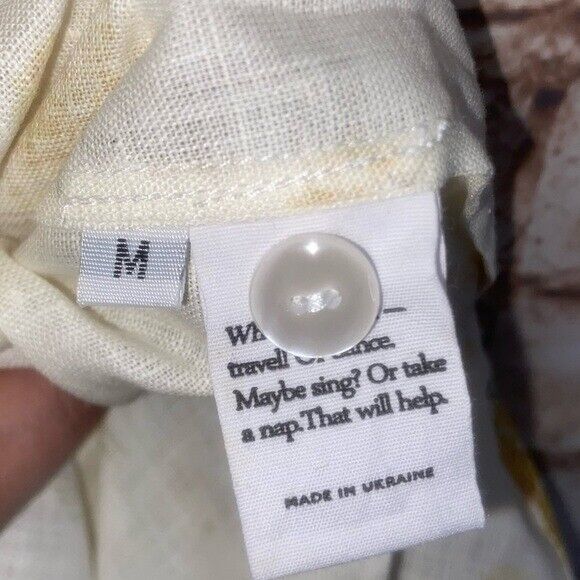 M
travel! Or dance.
Maybe sing? Or take
a nap.That will help.
MADE IN UKRAINE